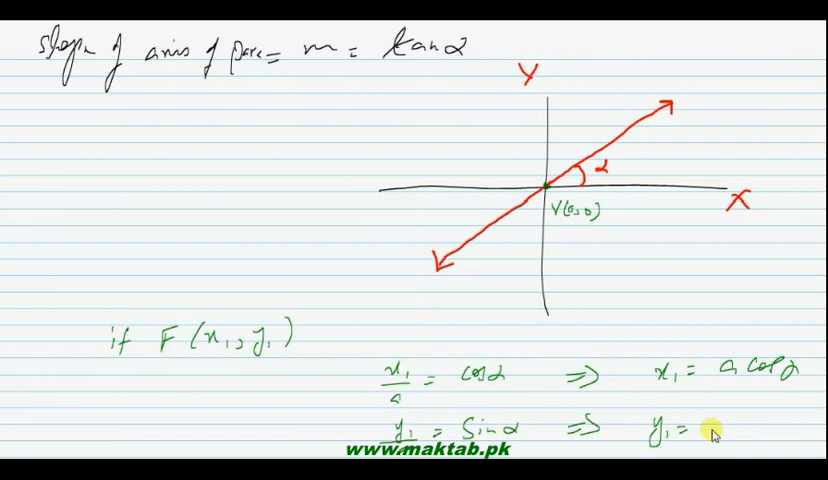 Slope of axis of Para = m = tan α
Y
α
X
V(0,0)
if F(x₁, y₁)
x₁/a = cos α ⇒ x₁ = a cos α
y₁/a = Sin α ⇒ y₁ =
www.maktab.pk